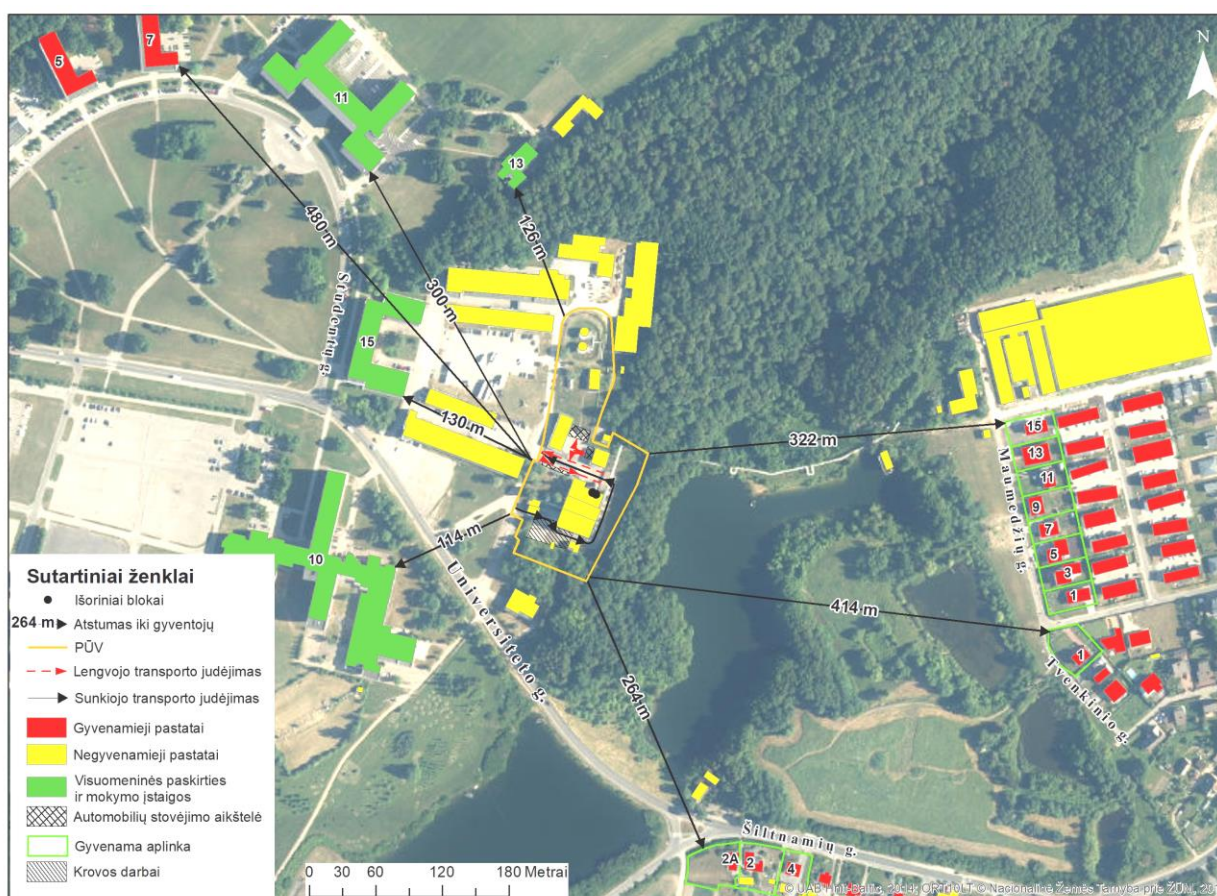 N
7
5
11
13
126 m
480 m
300 m
Studentų g.
15
130 m
322 m
15
13
11
9
7
5
3
1
Maumedžių g.
114 m
10
Universiteto g.
414 m
1
Tvenkinio g.
264 m
Šiltnamių g.
2A
2
4
Sutartiniai ženklai
Išoriniai blokai
264 m Atstumas iki gyventojų
PŪV
Lengvojo transporto judėjimas
Sunkiojo transporto judėjimas
Gyvenamieji pastatai
Negyvenamieji pastatai
Visuomeninės paskirties
ir mokymo įstaigos
Automobilių stovėjimo aikštelė
Gyvenama aplinka
Krovos darbai
0 30 60 120 180 Metrai